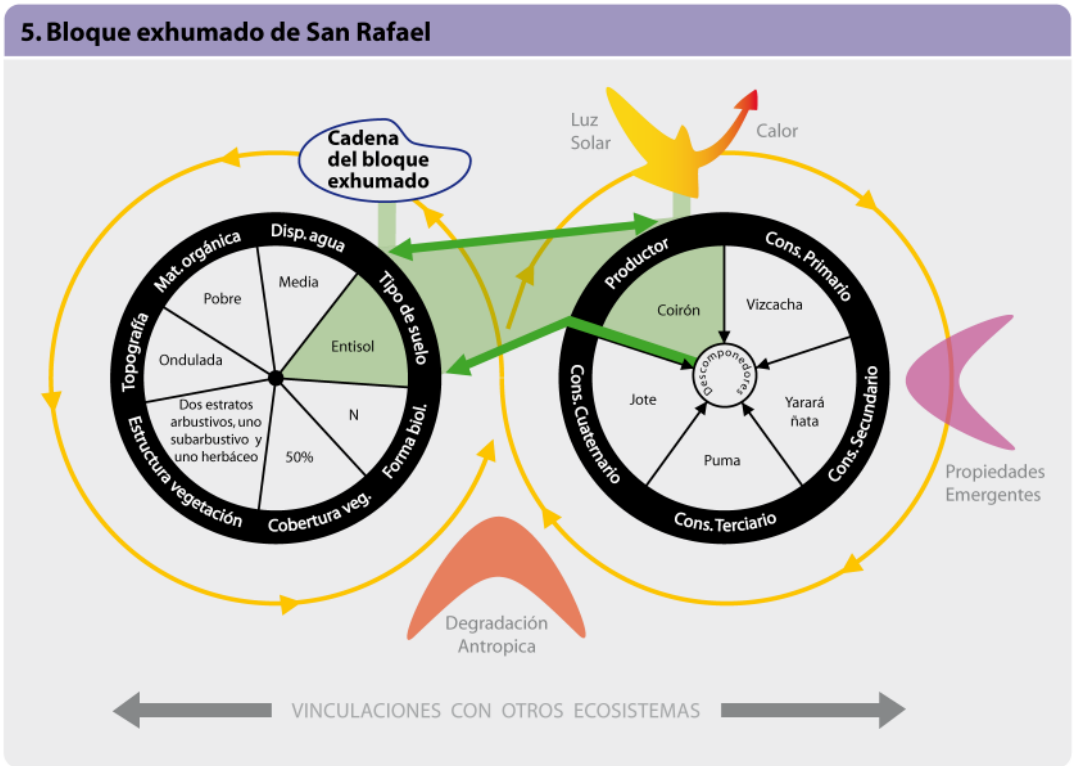 5. Bloque exhumado de San Rafael
Cadena
del bloque
exhumado
Luz
Solar
Calor
Mat. orgánica
Disp. agua
Tipo de suelo
Forma biol.
Cobertura veg.
Estructura vegetación
Topografía
Pobre
Media
Entisol
N
50%
Dos estratos
arbustivos, uno
subarbustivo y
uno herbáceo
Ondulada
Productor
Cons. Primario
Cons. Secundario
Cons. Terciario
Cons. Cuaternario
Coirón
Vizcacha
Yarará
ñata
Puma
Jote
Descomponedores
Propiedades
Emergentes
Degradación
Antropica
VINCULACIONES CON OTROS ECOSISTEMAS